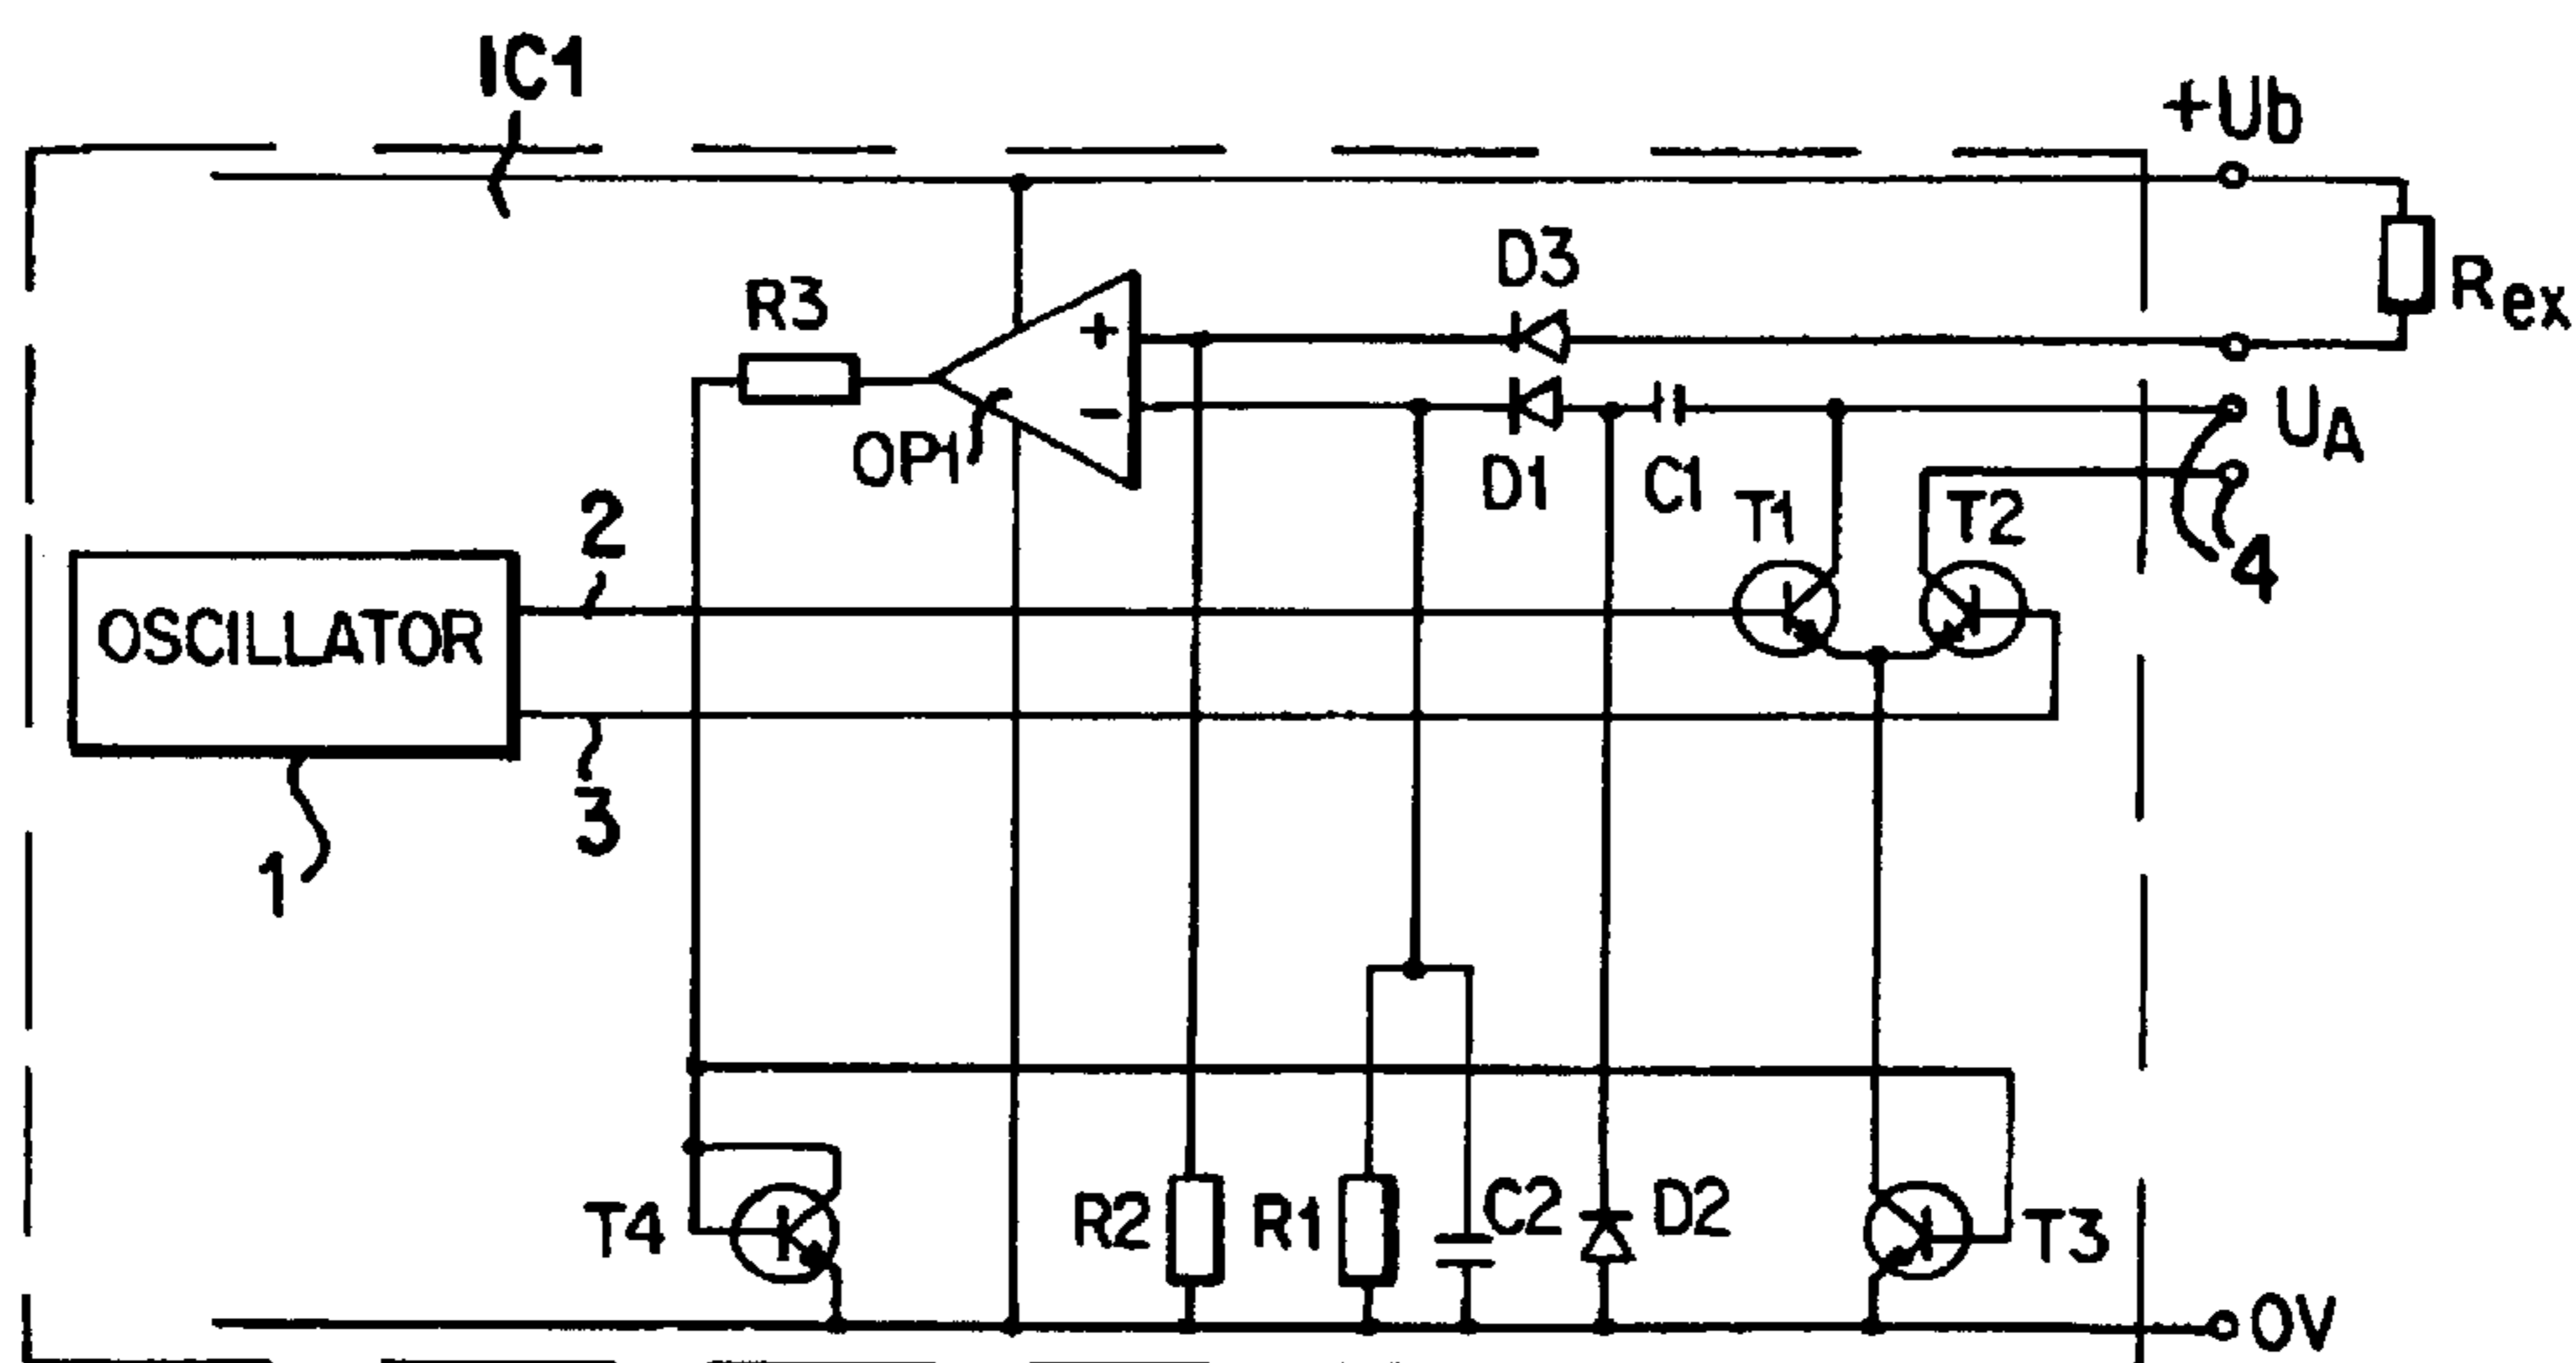 IC1
+Ub
D3
R3
Rex
+
−
OP1
D1
C1
UA
T1
T2
2
4
OSCILLATOR
3
1
T4
R2
R1
C2
D2
T3
0V